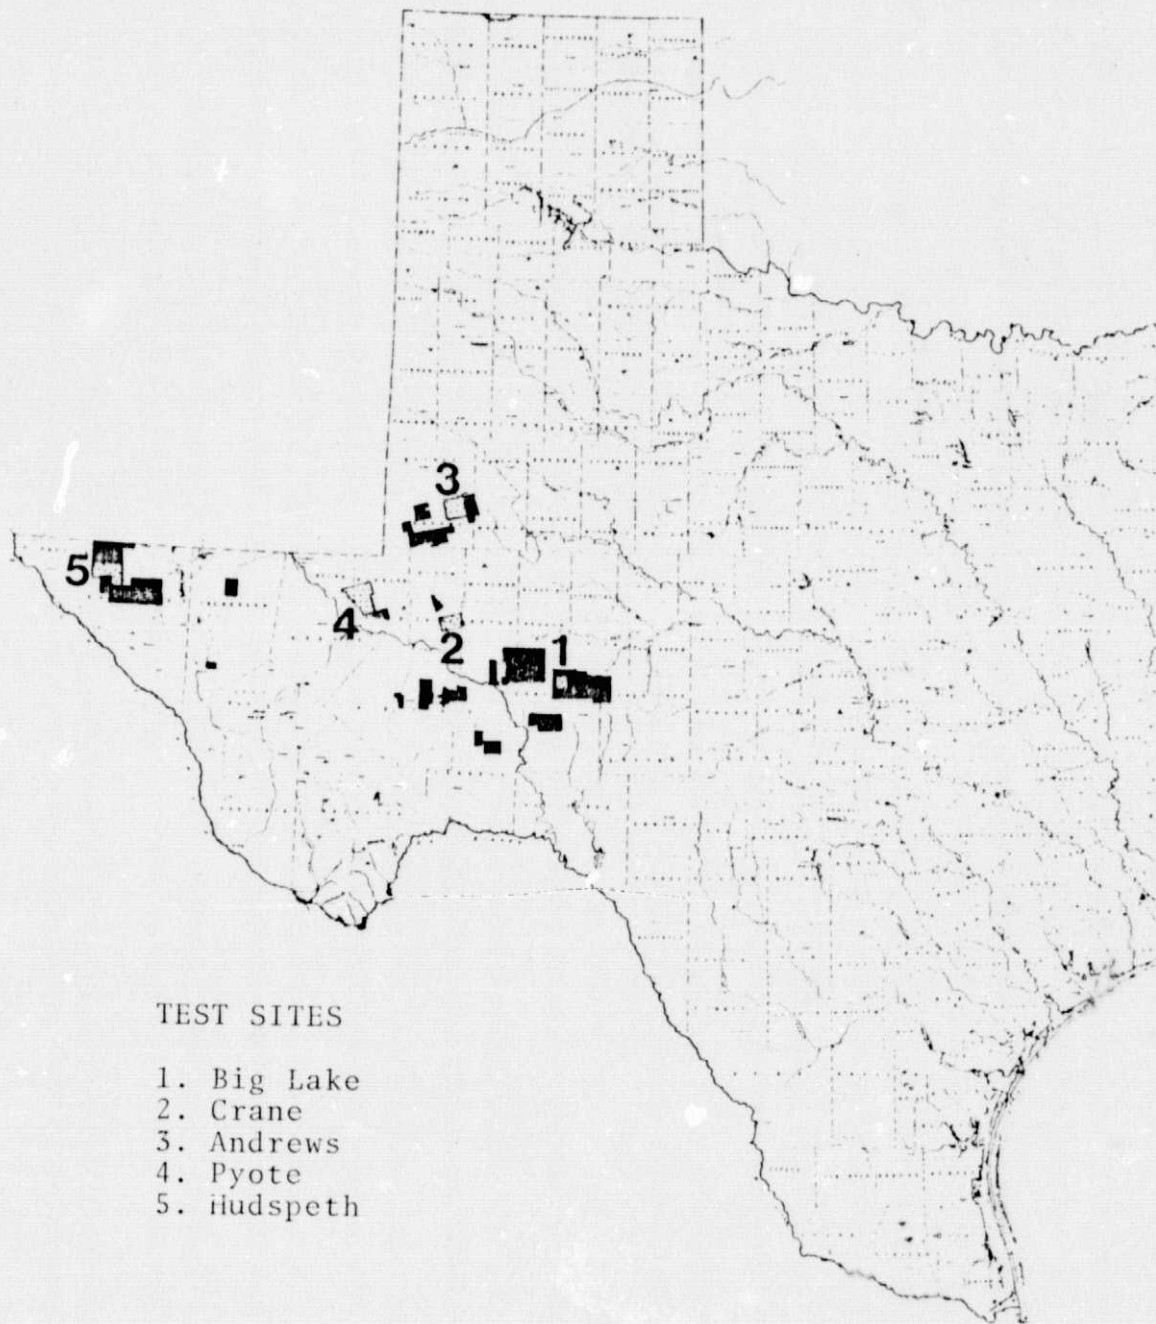 3
5
4
2
1
TEST SITES
1. Big Lake
2. Crane
3. Andrews
4. Pyote
5. Hudspeth